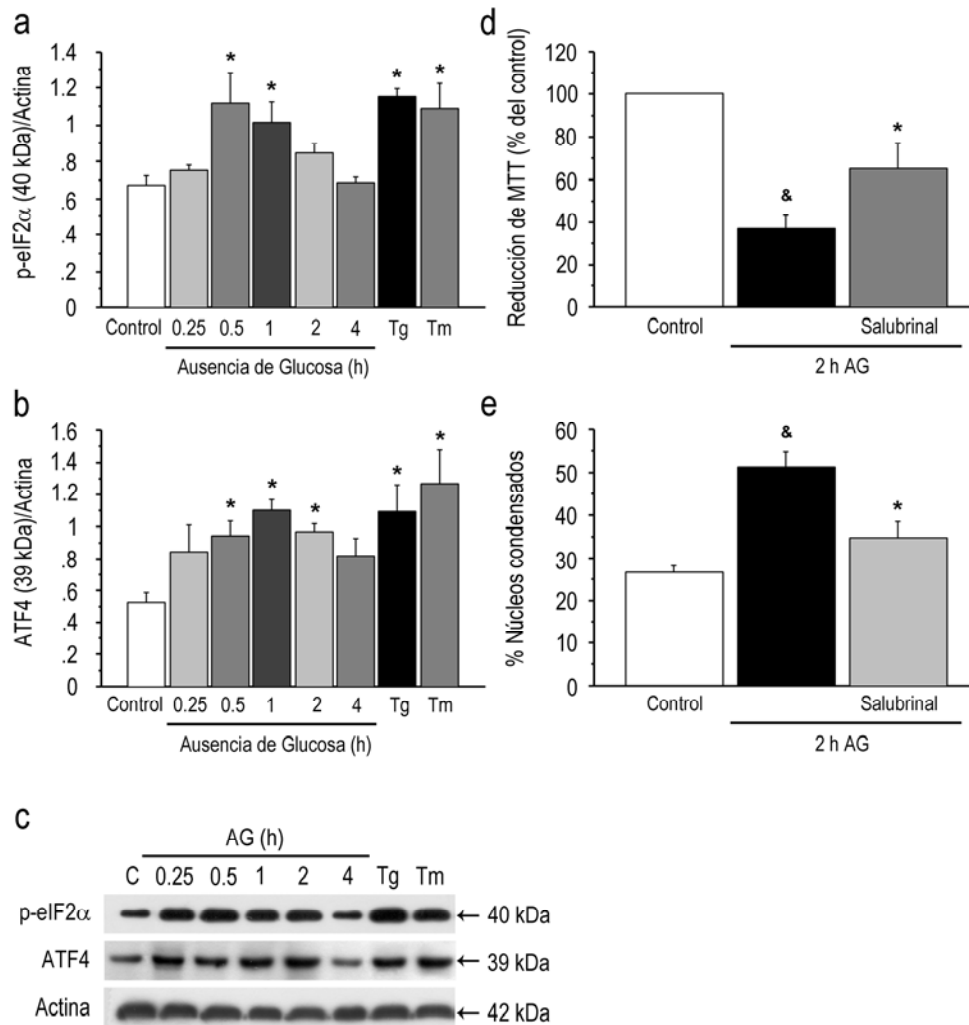 a
p-eIF2α (40 kDa)/Actina
1.4
1.2
1
.8
.6
.4
.2
0
* * * *
Control 0.25 0.5 1 2 4 Tg Tm
Ausencia de Glucosa (h)
b
ATF4 (39 kDa)/Actina
1.6
1.4
1.2
1
.8
.6
.4
.2
0
* * * * *
Control 0.25 0.5 1 2 4 Tg Tm
Ausencia de Glucosa (h)
c
AG (h)
C 0.25 0.5 1 2 4 Tg Tm
p-eIF2α ← 40 kDa
ATF4 ← 39 kDa
Actina ← 42 kDa
d
Reducción de MTT (% del control)
120
100
80
60
40
20
0
& *
Control Salubrinal
2 h AG
e
% Núcleos condensados
60
50
40
30
20
10
0
& *
Control Salubrinal
2 h AG